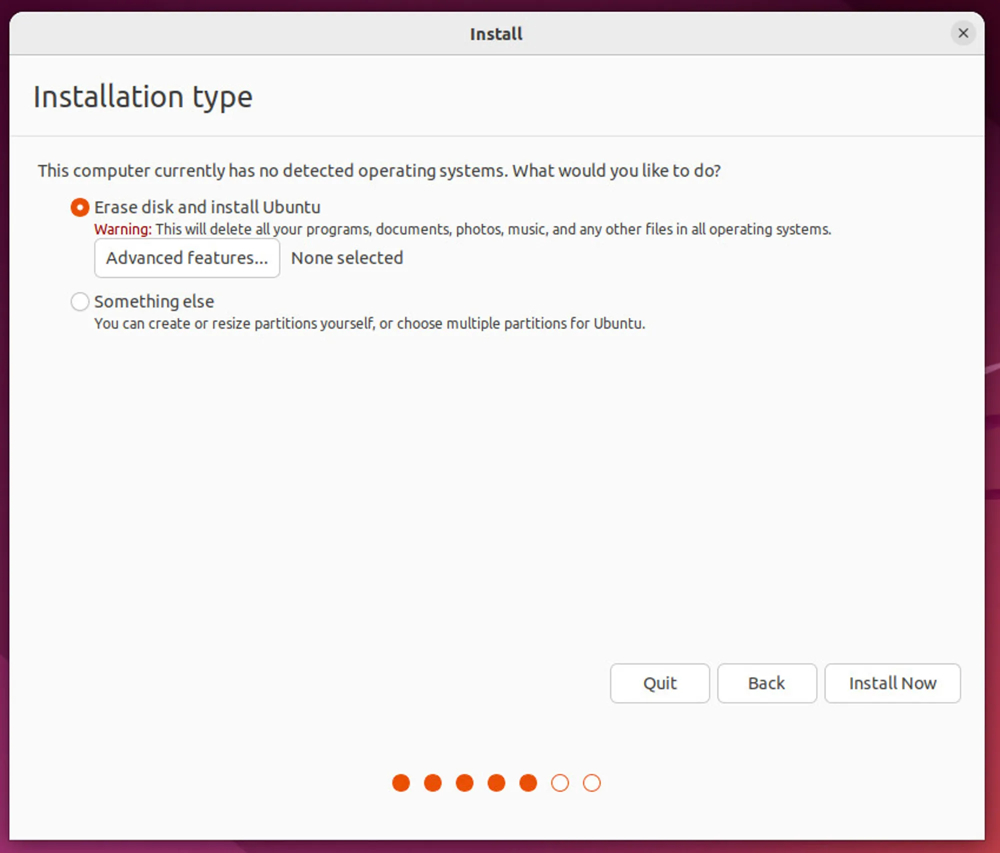 Install
Installation type
This computer currently has no detected operating systems. What would you like to do?
Erase disk and install Ubuntu
Warning: This will delete all your programs, documents, photos, music, and any other files in all operating systems.
Advanced features... None selected
Something else
You can create or resize partitions yourself, or choose multiple partitions for Ubuntu.
Quit Back Install Now